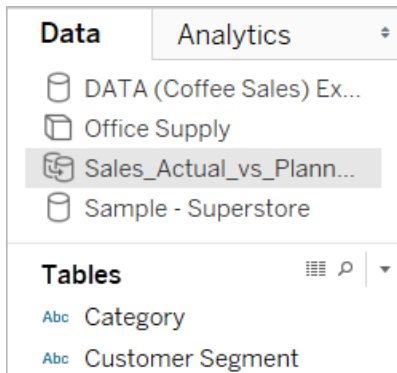 Data Analytics
DATA (Coffee Sales) Ex...
Office Supply
Sales_Actual_vs_Plann...
Sample - Superstore
Tables
Abc Category
Abc Customer Segment